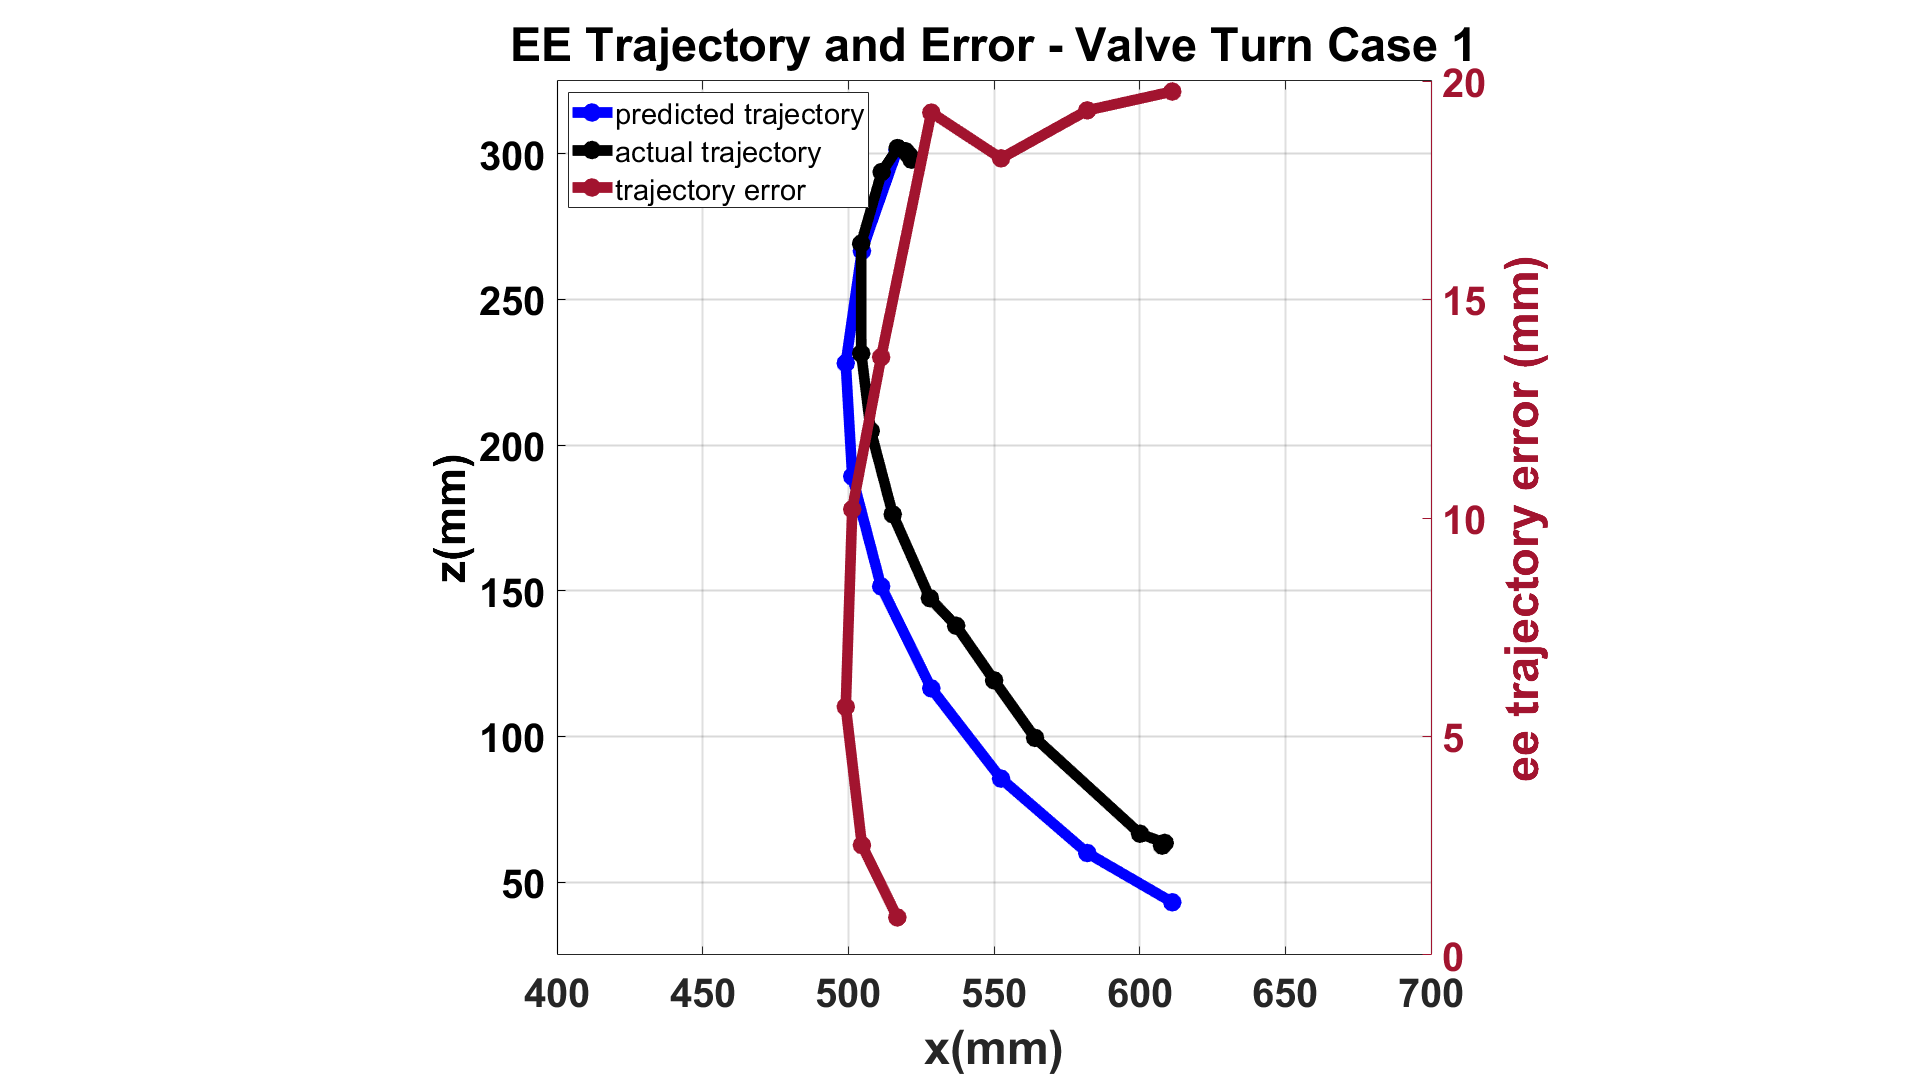 EE Trajectory and Error - Valve Turn Case 1
predicted trajectory
actual trajectory
trajectory error
z(mm)
300
250
200
150
100
50
20
15
10
5
0
ee trajectory error (mm)
400 450 500 550 600 650 700
x(mm)